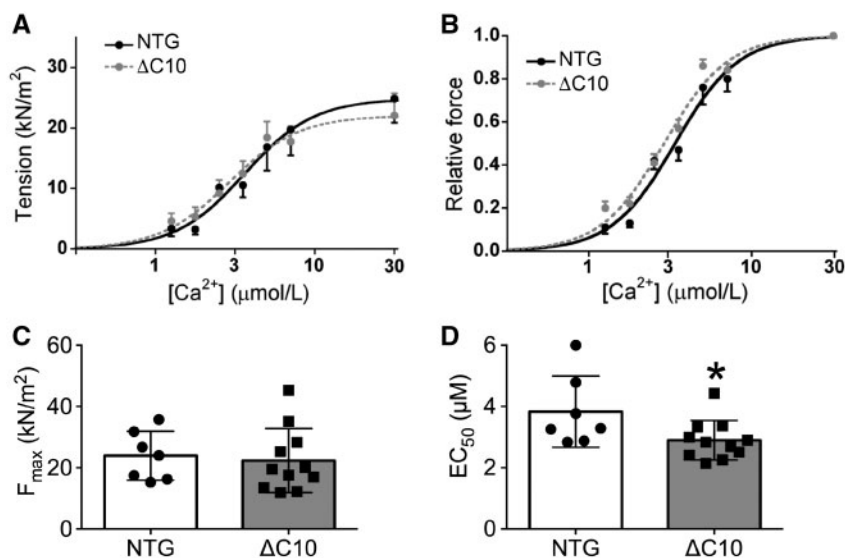 A
NTG
ΔC10
Tension (kN/m²)
30
20
10
0
1
3
10
30
[Ca²⁺] (μmol/L)
B
NTG
ΔC10
Relative force
1.0
0.8
0.6
0.4
0.2
0.0
1
3
10
30
[Ca²⁺] (μmol/L)
C
F_max (kN/m²)
60
40
20
0
NTG
ΔC10
D
EC₅₀ (μM)
6
4
2
0
*
NTG
ΔC10